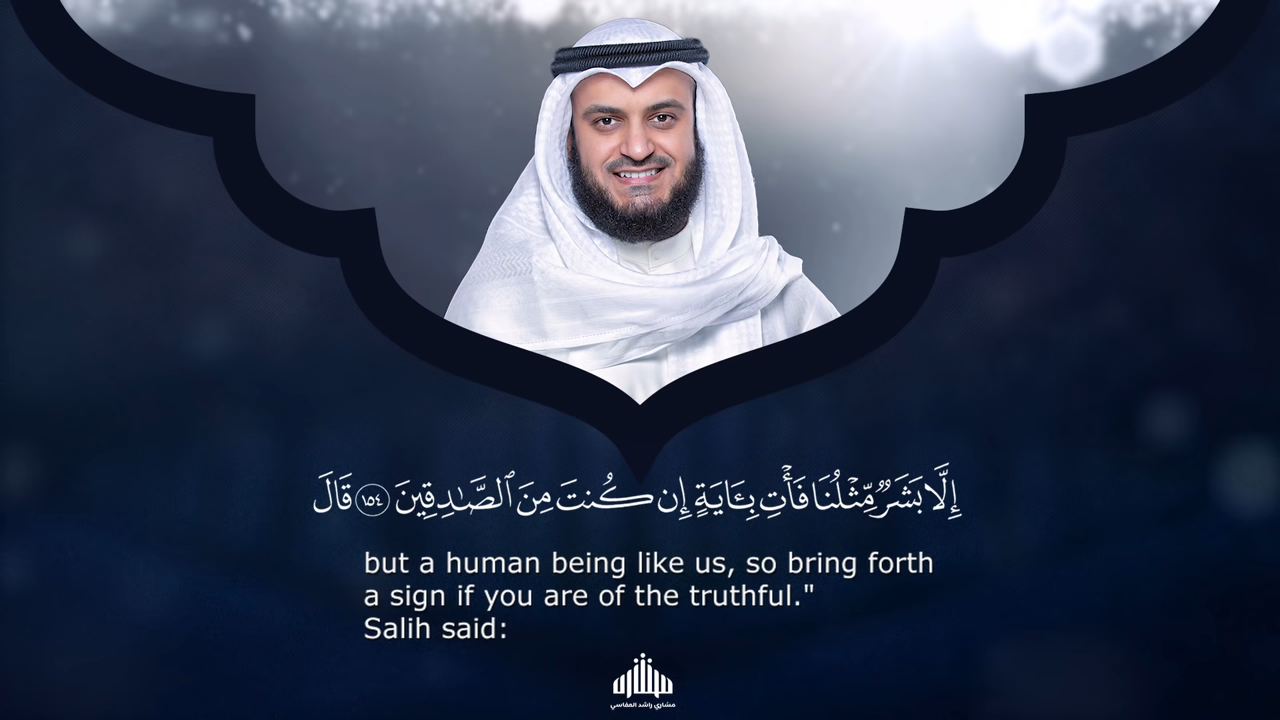 إِلَّا بَشَرٌ مِّثْلُنَا فَأْتِ بِـَٔايَةٍ إِن كُنتَ مِنَ ٱلصَّـٰدِقِينَ ١٥٤ قَالَ
but a human being like us, so bring forth
a sign if you are of the truthful."
Salih said:
مشاري راشد العفاسي